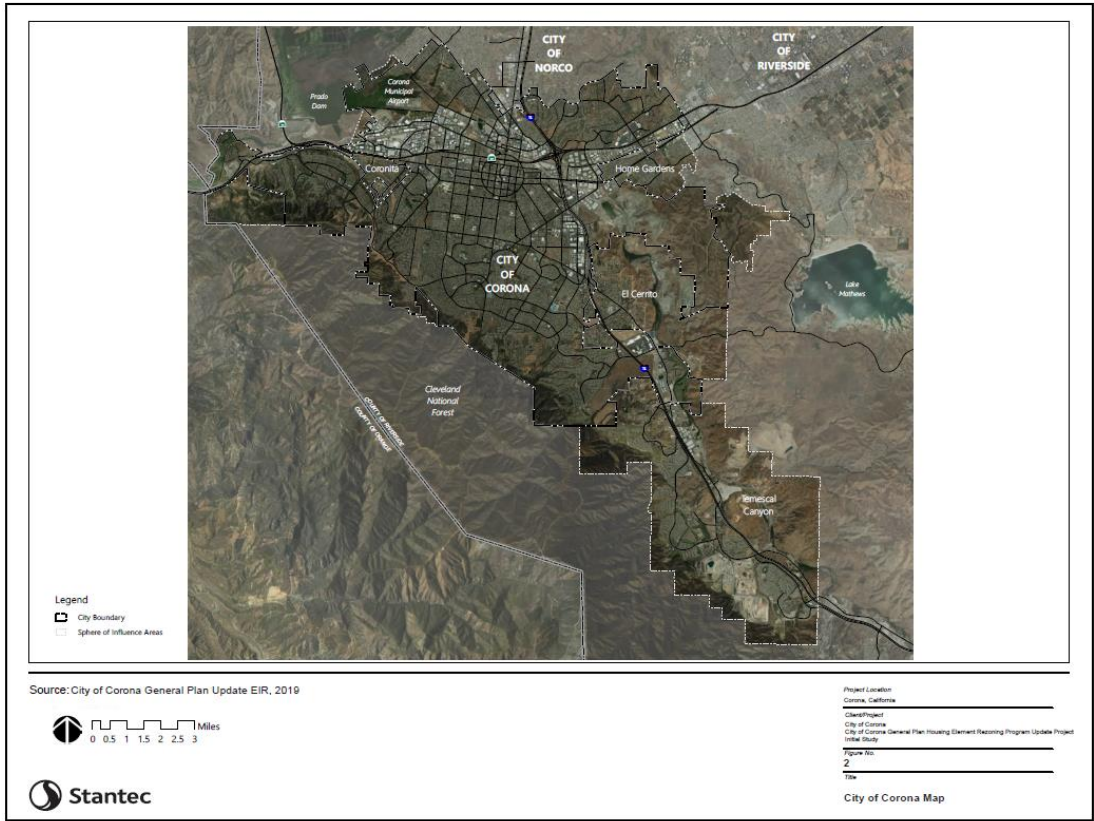 CITY
OF
NORCO
CITY
OF
RIVERSIDE
Corona
Municipal
Airport
Prado
Dam
Coronita
Home Gardens
CITY
OF
CORONA
El Cerrito
Lake
Mathews
Cleveland
National
Forest
COUNTY OF RIVERSIDE
COUNTY OF ORANGE
Temescal
Canyon
Legend
City Boundary
Sphere of Influence Areas
Source: City of Corona General Plan Update EIR, 2019
Miles
0 0.5 1 1.5 2 2.5 3
Stantec
Project Location
Corona, California
Client/Project
City of Corona
City of Corona General Plan Housing Element Rezoning Program Update Project
Initial Study
Figure No.
2
Title
City of Corona Map